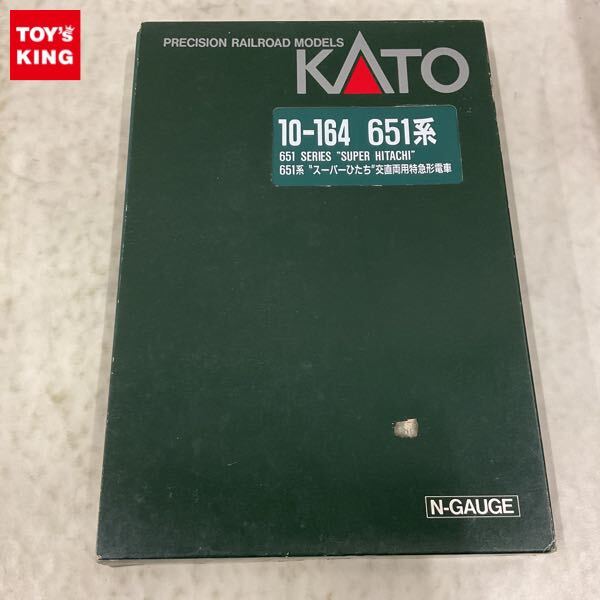 TOY's
KING
PRECISION RAILROAD MODELS
KATO
10-164 651系
651 SERIES "SUPER HITACHI"
651系 "スーパーひたち"交直両用特急形電車
N-GAUGE